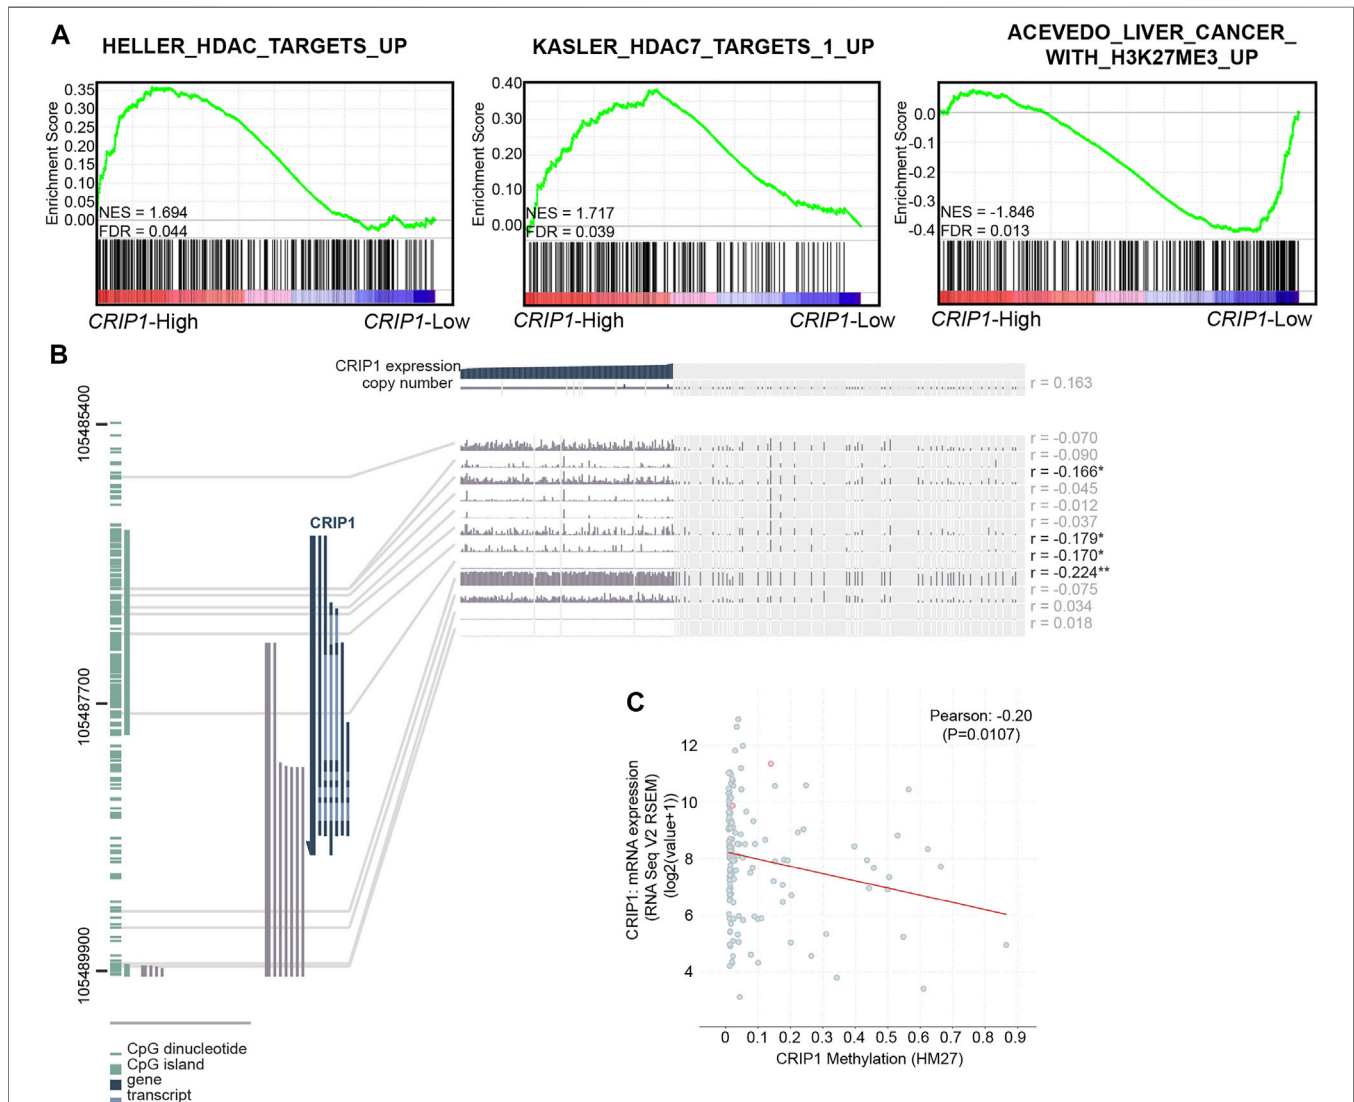 A
HELLER_HDAC_TARGETS_UP
0.35
0.30
0.25
0.20
0.15
0.10
0.05
0.00
Enrichment Score
NES = 1.694
FDR = 0.044
CRIP1-High
CRIP1-Low
KASLER_HDAC7_TARGETS_1_UP
0.40
0.30
0.20
0.10
0.00
Enrichment Score
NES = 1.717
FDR = 0.039
CRIP1-High
CRIP1-Low
ACEVEDO_LIVER_CANCER_
WITH_H3K27ME3_UP
0.0
-0.1
-0.2
-0.3
-0.4
Enrichment Score
NES = -1.846
FDR = 0.013
CRIP1-High
CRIP1-Low
B
CRIP1 expression
copy number
r = 0.163
105485400
105487700
105489900
CRIP1
r = -0.070
r = -0.090
r = -0.166*
r = -0.045
r = -0.012
r = -0.037
r = -0.179*
r = -0.170*
r = -0.224**
r = -0.075
r = 0.034
r = 0.018
CpG dinucleotide
CpG island
gene
transcript
C
Pearson: -0.20
(P=0.0107)
CRIP1: mRNA expression
(RNA Seq V2 RSEM)
(log2(value+1))
12
10
8
6
4
0 0.1 0.2 0.3 0.4 0.5 0.6 0.7 0.8 0.9
CRIP1 Methylation (HM27)